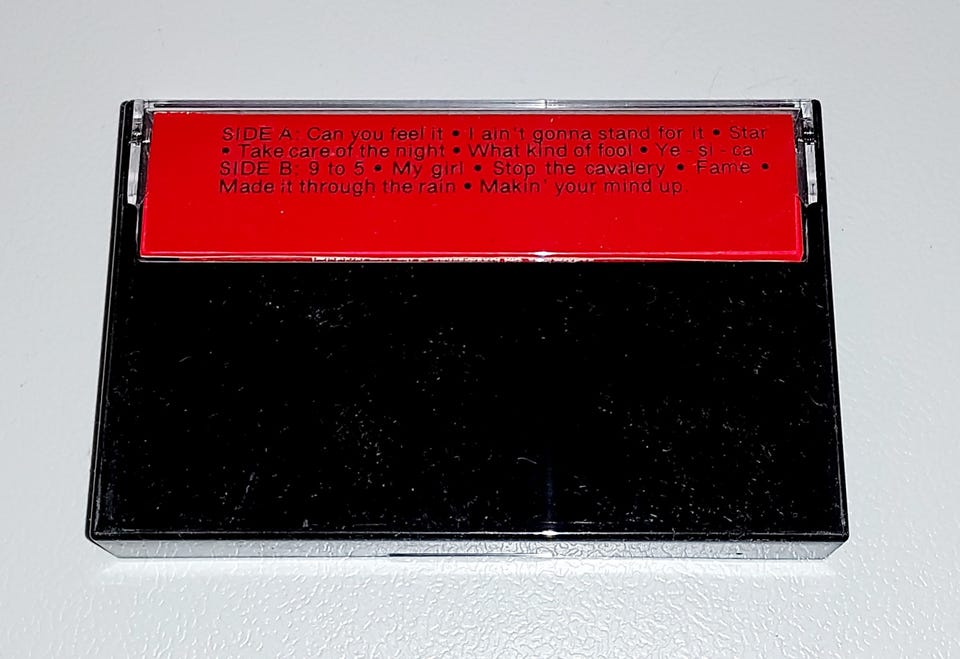 SIDE A: Can you feel it • I ain't gonna stand for it • Star
• Take care of the night • What kind of fool • Ye - si - ca
SIDE B: 9 to 5 • My girl • Stop the cavalery • Fame •
Made it through the rain • Makin' your mind up.